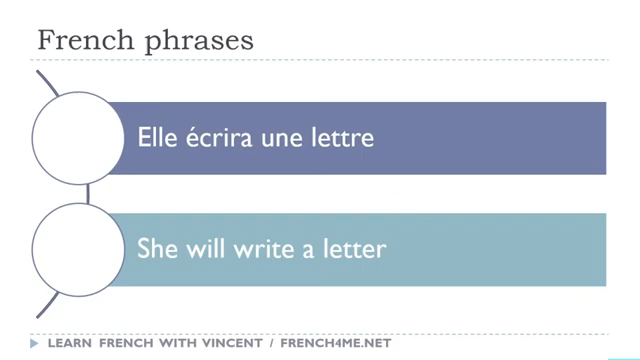 French phrases
Elle écrira une lettre
She will write a letter
LEARN FRENCH WITH VINCENT / FRENCH4ME.NET